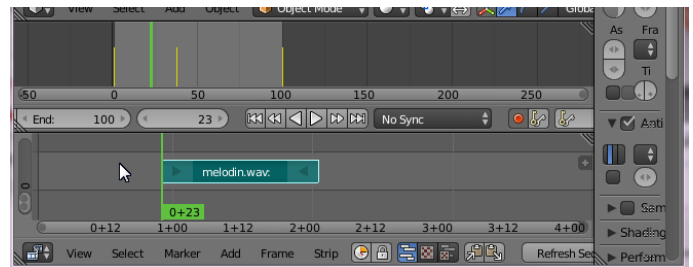 View Select Add Object Object Mode Globa
As Fra
Ti
-50 0 50 100 150 200 250
End: 100 23 No Sync
Anti
melodin.wav:
0+23
0+12 1+00 1+12 2+00 2+12 3+00 3+12 4+00
Sam
Shading
View Select Marker Add Frame Strip Refresh Seq
Perform